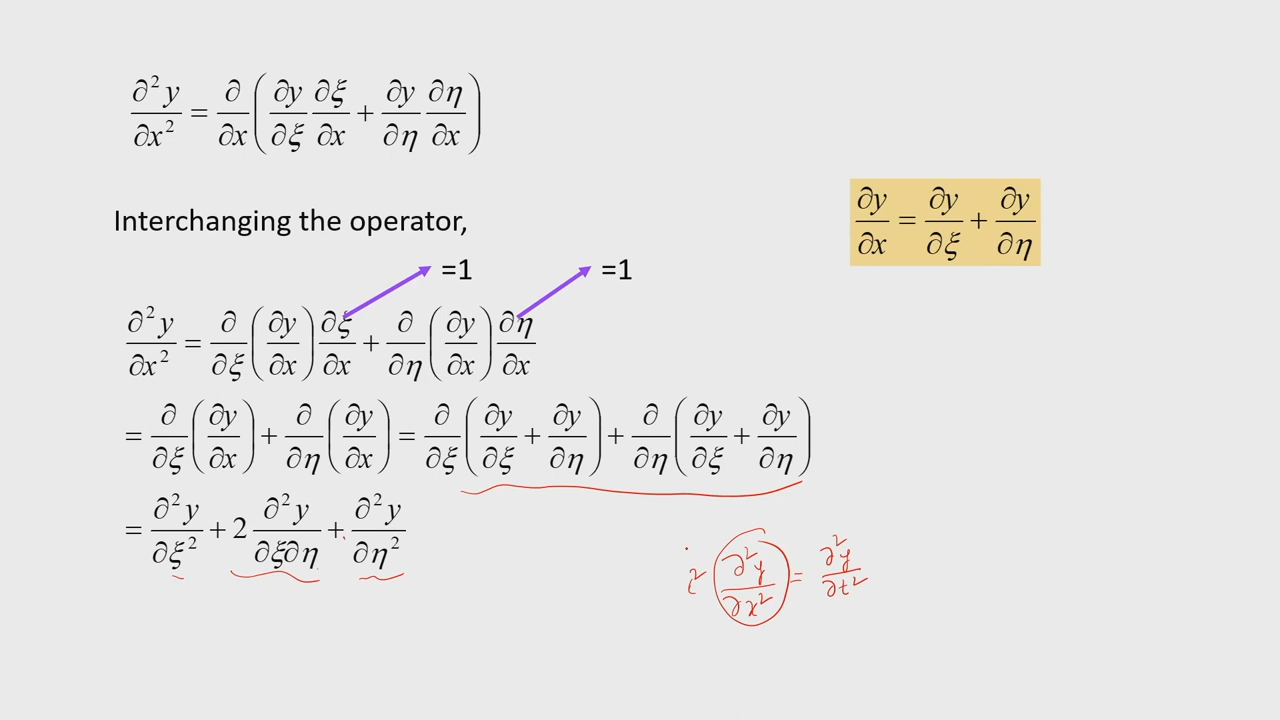 ∂²y/∂x² = ∂/∂x (∂y/∂ξ ∂ξ/∂x + ∂y/∂η ∂η/∂x)
∂y/∂x = ∂y/∂ξ + ∂y/∂η
Interchanging the operator,
=1 =1
∂²y/∂x² = ∂/∂ξ (∂y/∂x) ∂ξ/∂x + ∂/∂η (∂y/∂x) ∂η/∂x
= ∂/∂ξ (∂y/∂x) + ∂/∂η (∂y/∂x) = ∂/∂ξ (∂y/∂ξ + ∂y/∂η) + ∂/∂η (∂y/∂ξ + ∂y/∂η)
= ∂²y/∂ξ² + 2 ∂²y/∂ξ∂η + ∂²y/∂η²
∂²y/∂x² = ∂²y/∂t²